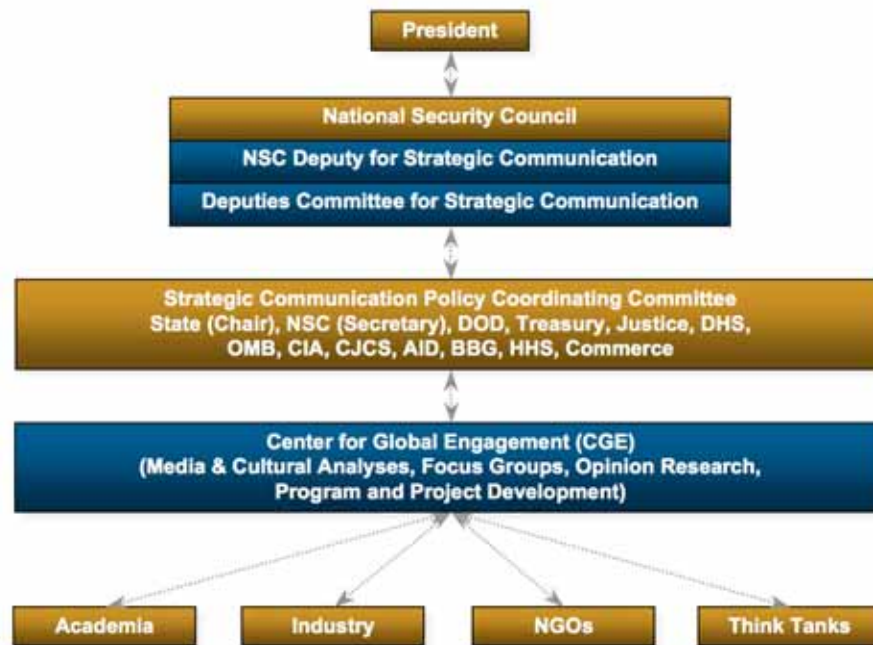 President
National Security Council
NSC Deputy for Strategic Communication
Deputies Committee for Strategic Communication
Strategic Communication Policy Coordinating Committee
State (Chair), NSC (Secretary), DOD, Treasury, Justice, DHS,
OMB, CIA, CJCS, AID, BBG, HHS, Commerce
Center for Global Engagement (CGE)
(Media & Cultural Analyses, Focus Groups, Opinion Research,
Program and Project Development)
Academia
Industry
NGOs
Think Tanks